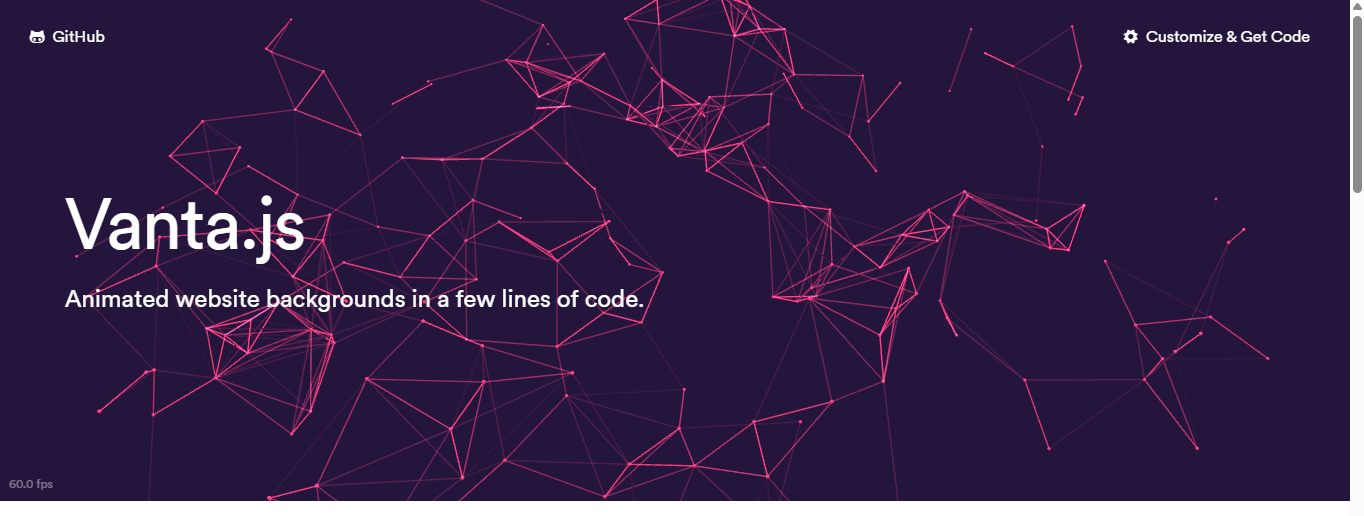 GitHub
Customize & Get Code
Vanta.js
Animated website backgrounds in a few lines of code.
60.0 fps